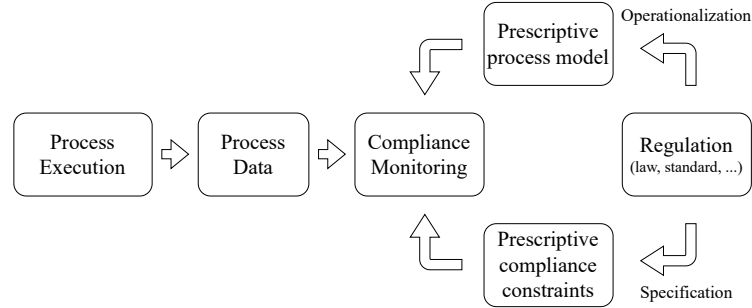 Prescriptive
process model
Operationalization
Process
Execution
Process
Data
Compliance
Monitoring
Regulation
(law, standard, ...)
Prescriptive
compliance
constraints
Specification